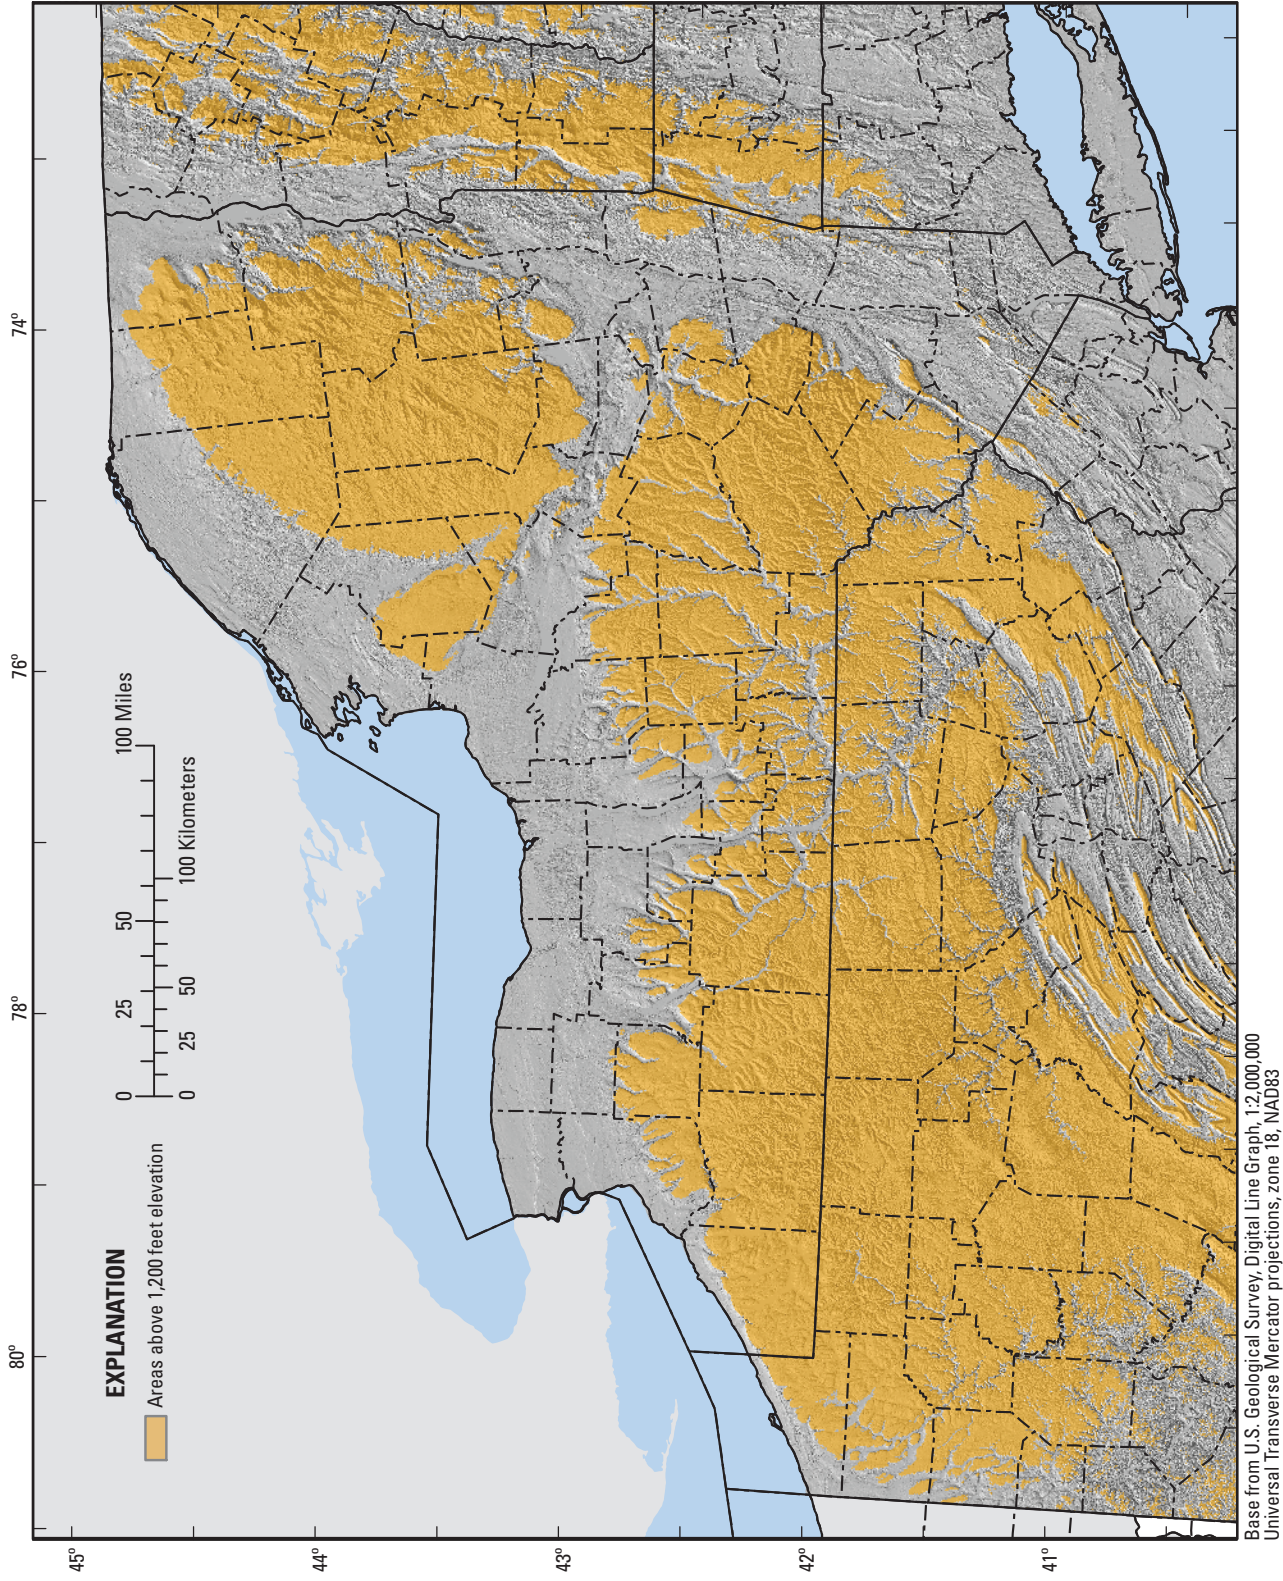 80°
78°
76°
74°
45°
44°
43°
42°
41°
EXPLANATION
Areas above 1,200 feet elevation
0 25 50 100 Miles
0 25 50 100 Kilometers
Base from U.S. Geological Survey, Digital Line Graph, 1:2,000,000
Universal Transverse Mercator projections, zone 18, NAD83